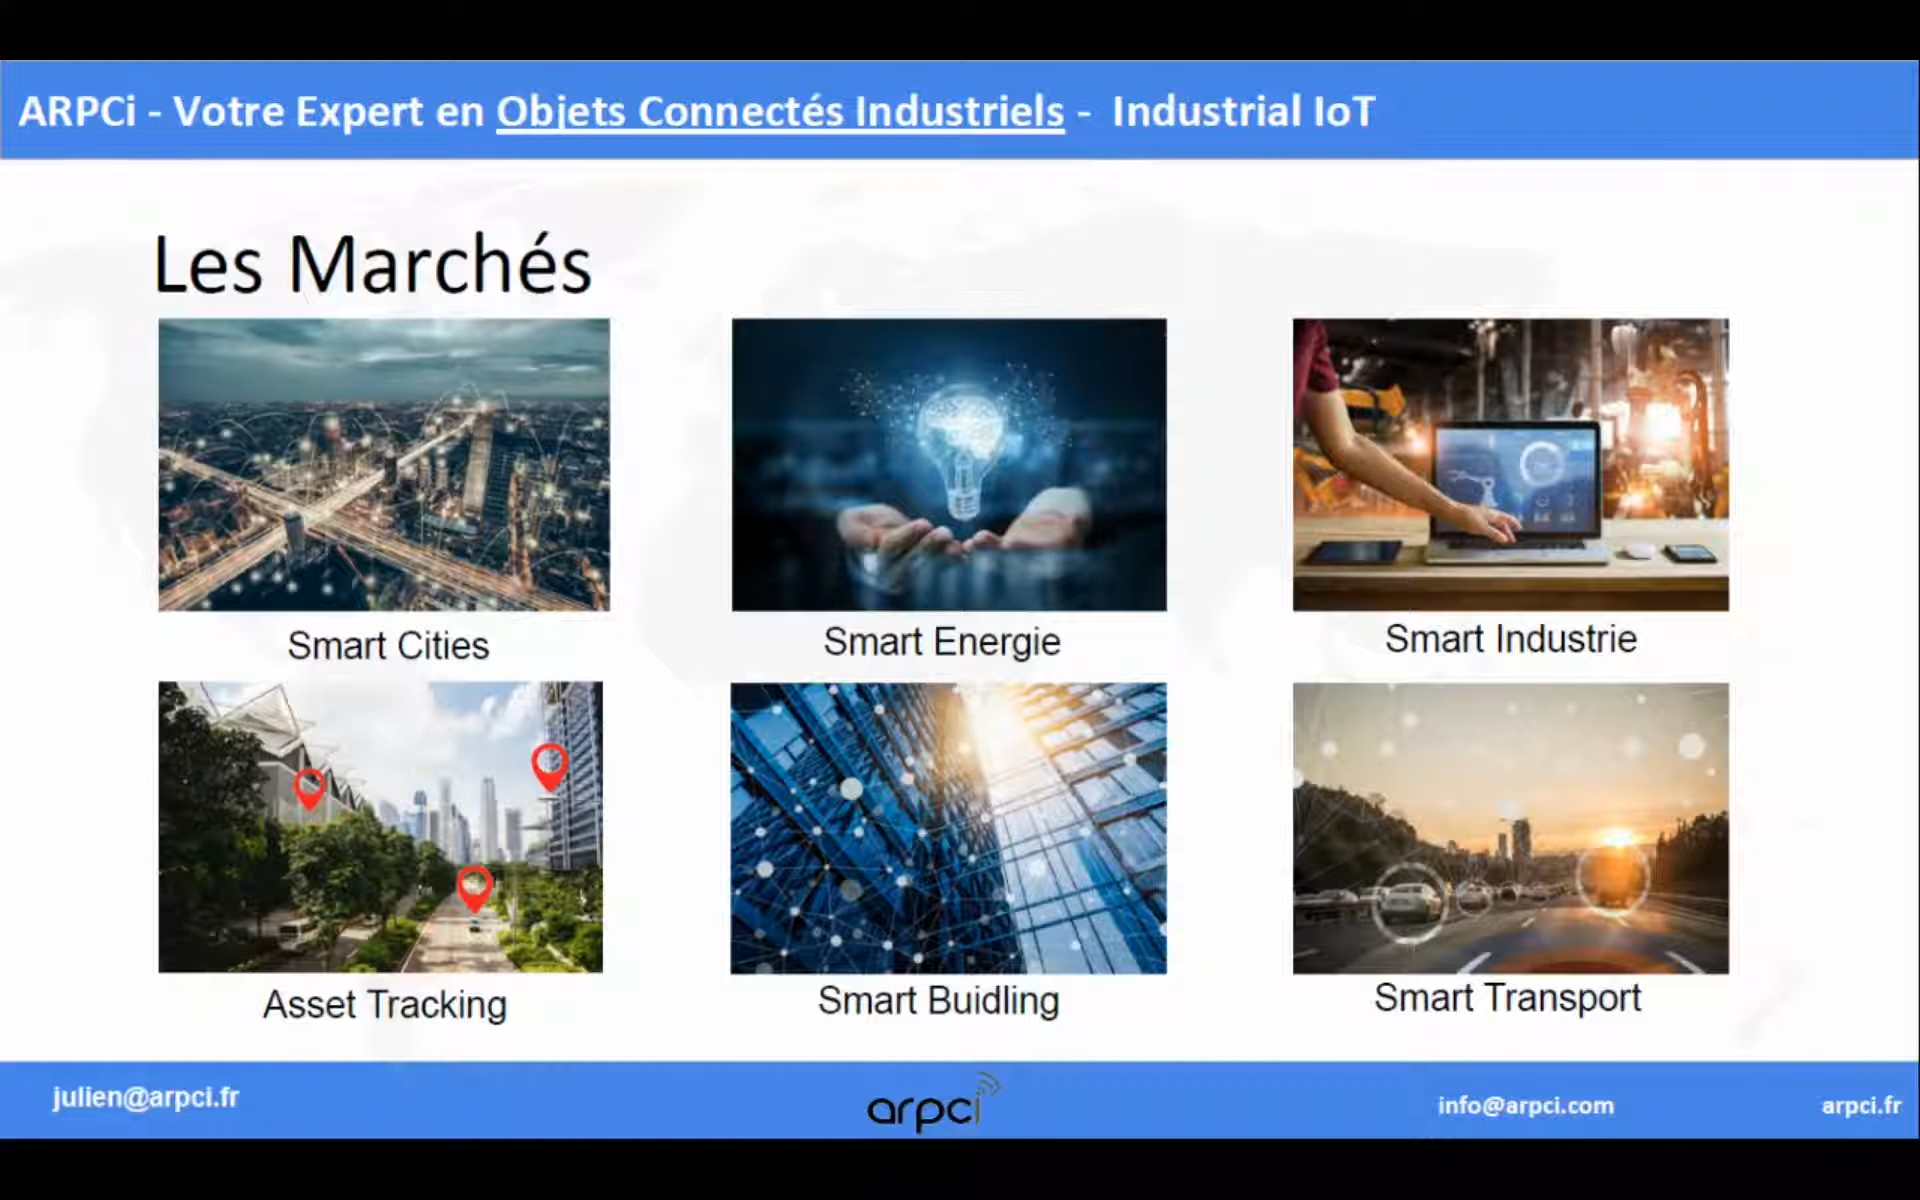 ARPCi - Votre Expert en Objets Connectés Industriels - Industrial IoT
Les Marchés
Smart Cities
Smart Energie
Smart Industrie
Asset Tracking
Smart Buidling
Smart Transport
julien@arpci.fr
arpci
info@arpci.com
arpci.fr